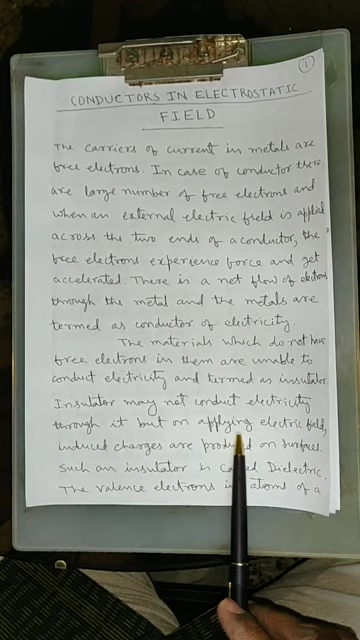 1
CONDUCTORS IN ELECTROSTATIC
FIELD
The carriers of current in metals are
free electrons. In case of conductor there
are large number of free electrons and
when an external electric field is applied
across the two ends of a conductor, the
free electrons experience force and get
accelerated. There is a net flow of electrons
through the metal and the metals are
termed as conductor of electricity.
The materials which do not have
free electrons in them are unable to
conduct electricity and termed as insulator.
Insulator may not conduct electricity
through it but on applying electric field,
induced charges are produced on surface.
Such an insulator is called Dielectric.
The valence electrons in atoms of a